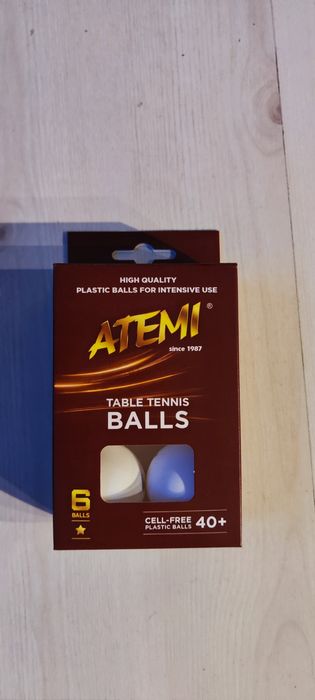 HIGH QUALITY
PLASTIC BALLS FOR INTENSIVE USE
ATEMI®
since 1987
TABLE TENNIS
BALLS
6
BALLS
CELL-FREE
PLASTIC BALLS
40+